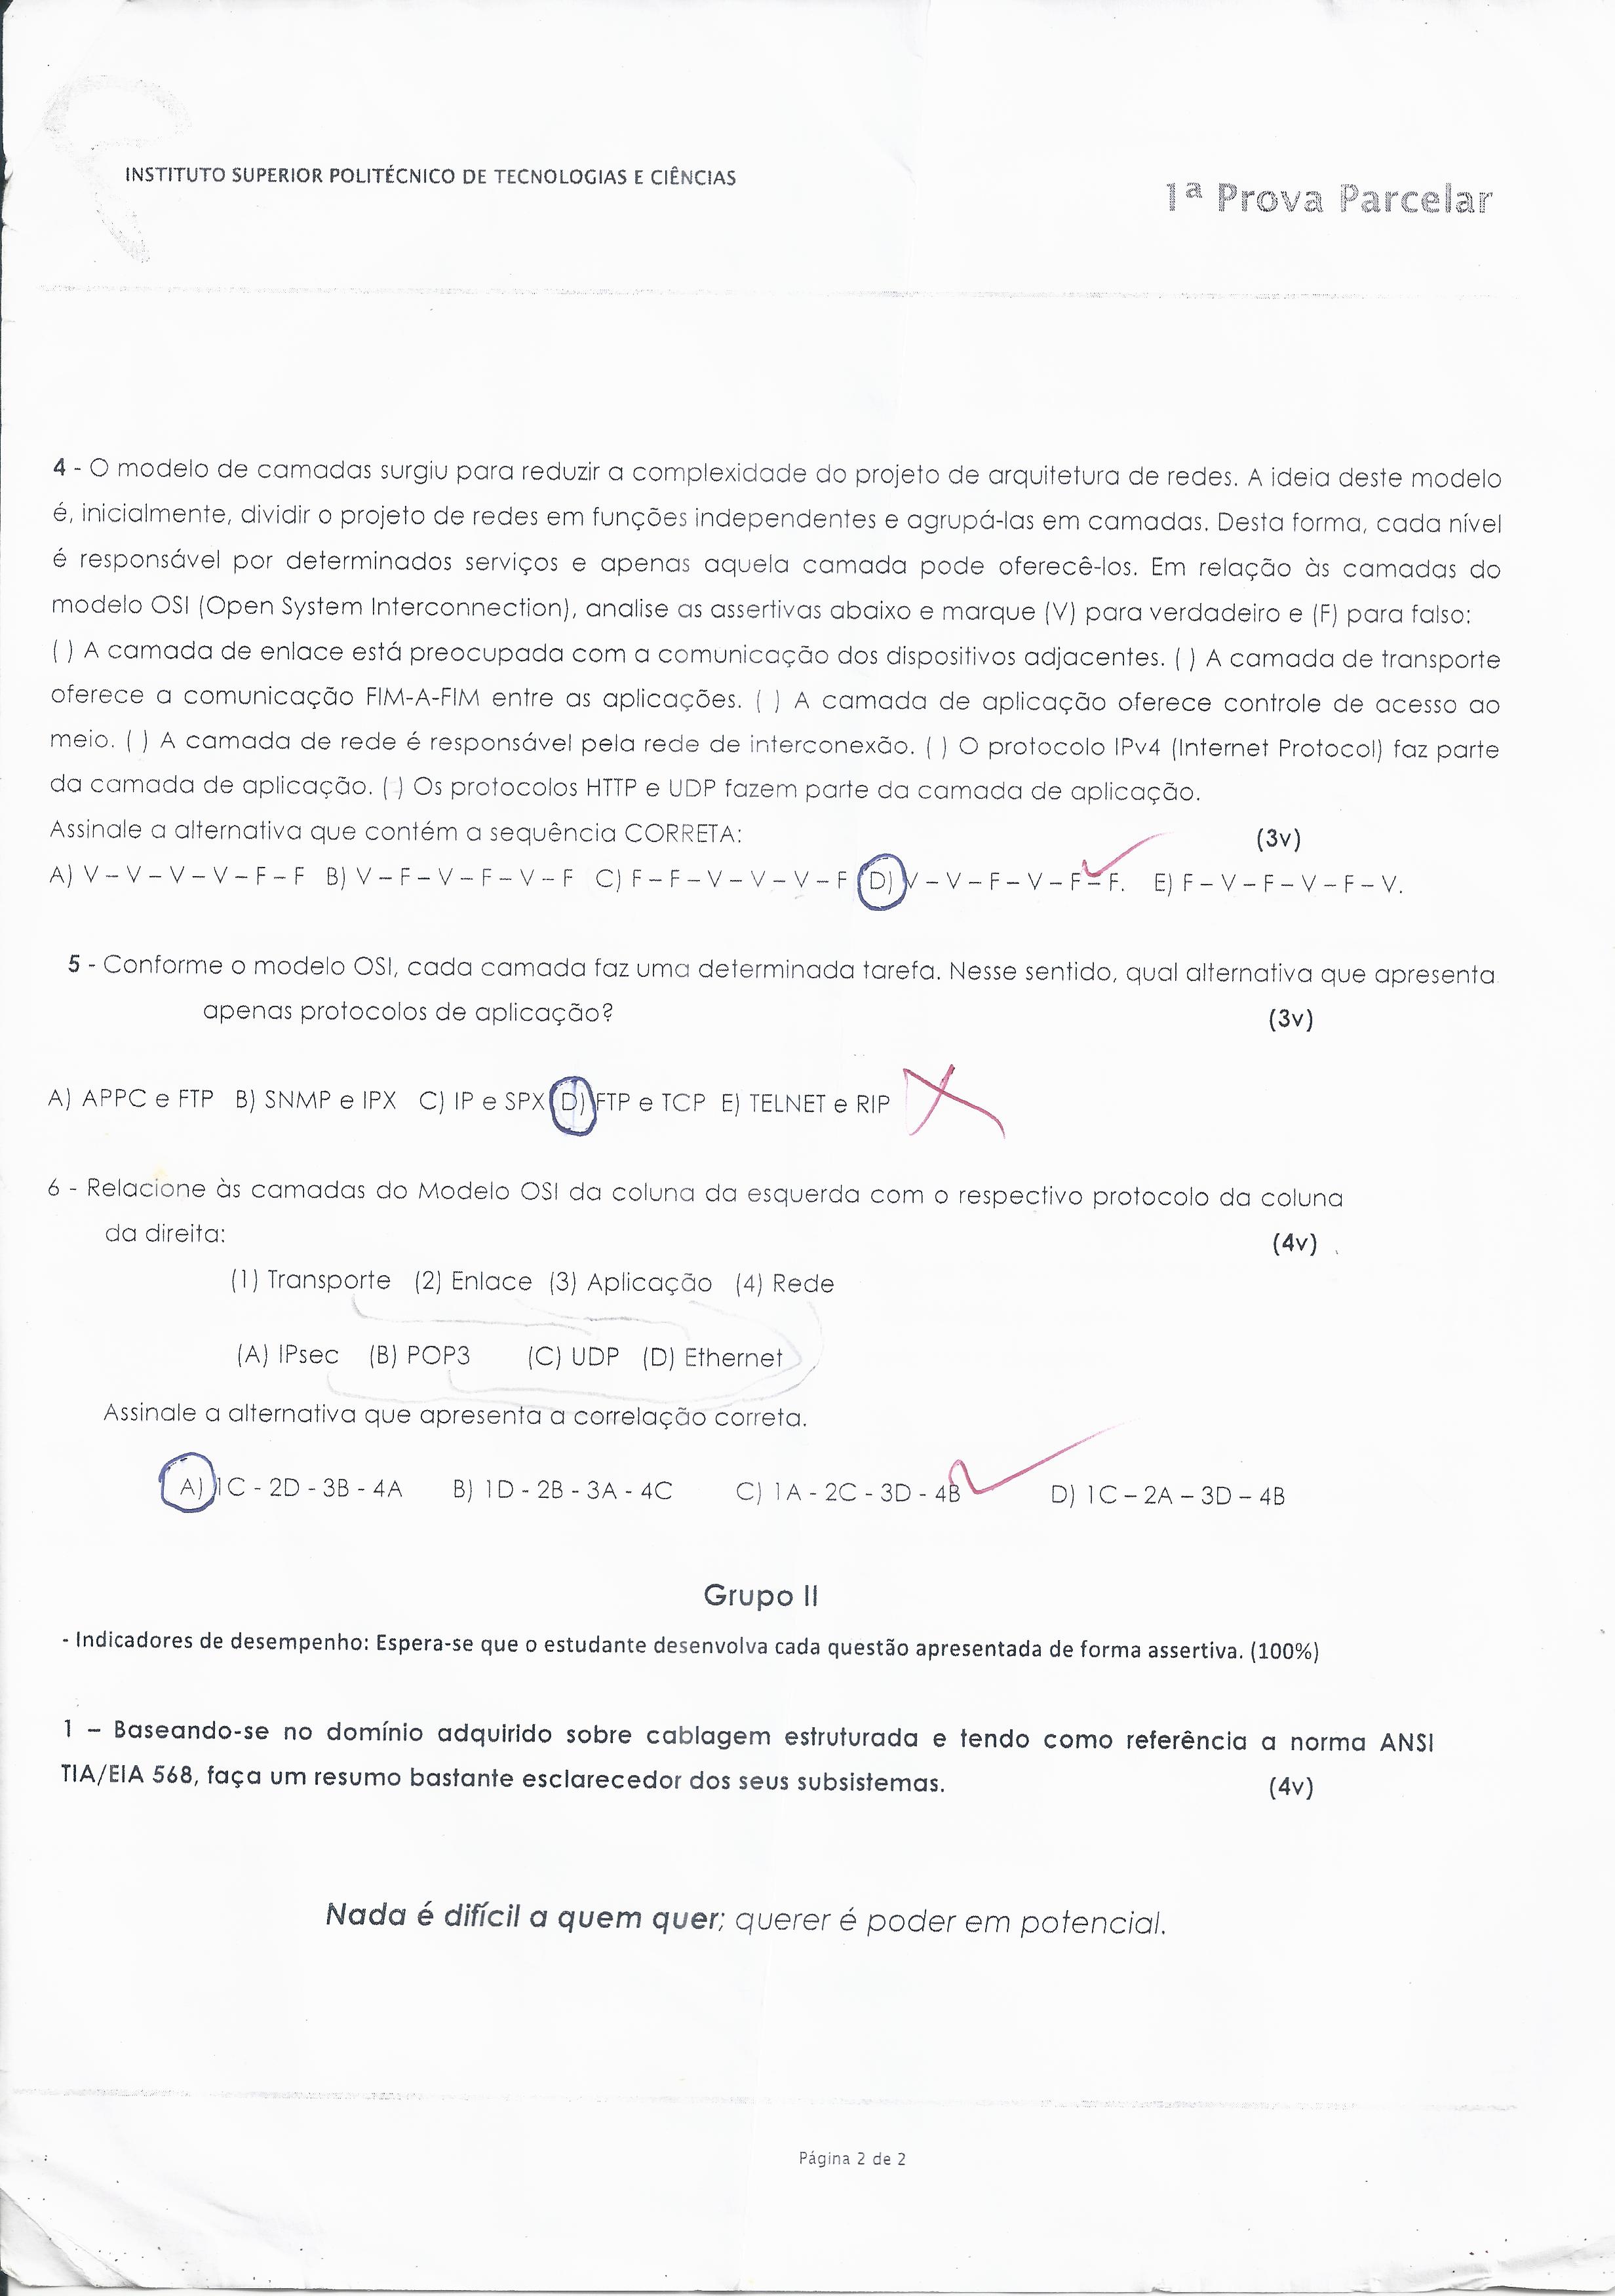 INSTITUTO SUPERIOR POLITÉCNICO DE TECNOLOGIAS E CIÊNCIAS
1ª Prova Parcelar
4 - O modelo de camadas surgiu para reduzir a complexidade do projeto de arquitetura de redes. A ideia deste modelo
é, inicialmente, dividir o projeto de redes em funções independentes e agrupá-las em camadas. Desta forma, cada nível
é responsável por determinados serviços e apenas aquela camada pode oferecê-los. Em relação às camadas do
modelo OSI (Open System Interconnection), analise as assertivas abaixo e marque (V) para verdadeiro e (F) para falso:
( ) A camada de enlace está preocupada com a comunicação dos dispositivos adjacentes. ( ) A camada de transporte
oferece a comunicação FIM-A-FIM entre as aplicações. ( ) A camada de aplicação oferece controle de acesso ao
meio. ( ) A camada de rede é responsável pela rede de interconexão. ( ) O protocolo IPv4 (Internet Protocol) faz parte
da camada de aplicação. ( ) Os protocolos HTTP e UDP fazem parte da camada de aplicação.
Assinale a alternativa que contém a sequência CORRETA: (3v)
A) V – V – V – V – F – F B) V – F – V – F – V – F C) F – F – V – V – V – F D) V – V – F – V – F – F. E) F – V – F – V – F – V.
5 - Conforme o modelo OSI, cada camada faz uma determinada tarefa. Nesse sentido, qual alternativa que apresenta
apenas protocolos de aplicação? (3v)
A) APPC e FTP B) SNMP e IPX C) IP e SPX D) FTP e TCP E) TELNET e RIP
6 - Relacione às camadas do Modelo OSI da coluna da esquerda com o respectivo protocolo da coluna
da direita: (4v)
(1) Transporte (2) Enlace (3) Aplicação (4) Rede
(A) IPsec (B) POP3 (C) UDP (D) Ethernet
Assinale a alternativa que apresenta a correlação correta.
A) 1C - 2D - 3B - 4A B) 1D - 2B - 3A - 4C C) 1A - 2C - 3D - 4B D) 1C – 2A – 3D – 4B
Grupo II
- Indicadores de desempenho: Espera-se que o estudante desenvolva cada questão apresentada de forma assertiva. (100%)
1 – Baseando-se no domínio adquirido sobre cablagem estruturada e tendo como referência a norma ANSI
TIA/EIA 568, faça um resumo bastante esclarecedor dos seus subsistemas. (4v)
Nada é difícil a quem quer; querer é poder em potencial.
Página 2 de 2